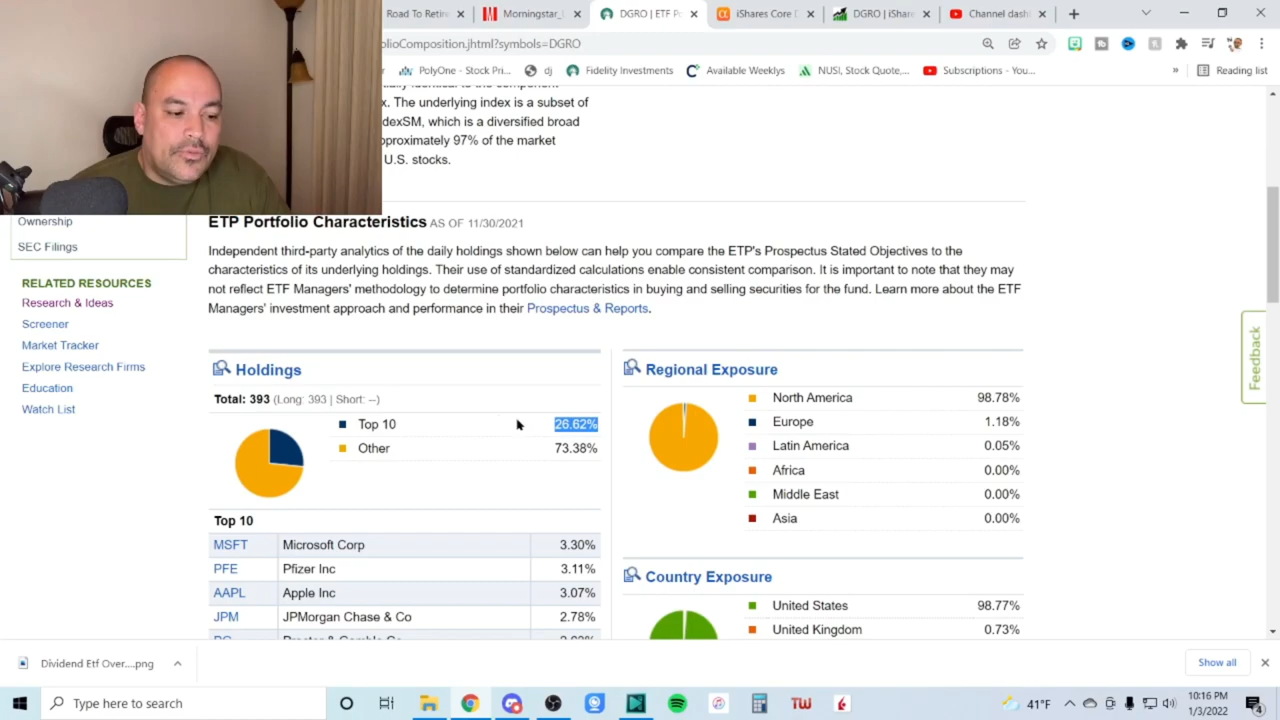 Road To Retire
Morningstar_I
DGRO | ETF Po
iShares Core D
DGRO | iShare
Channel dash
olioComposition.jhtml?symbols=DGRO
PolyOne - Stock Pri...
dj
Fidelity Investments
Available Weeklys
NUSI, Stock Quote,...
Subscriptions - You...
»
Reading list
x. The underlying index is a subset of
dexSM, which is a diversified broad
proximately 97% of the market
U.S. stocks.
Ownership
SEC Filings
RELATED RESOURCES
Research & Ideas
Screener
Market Tracker
Explore Research Firms
Education
Watch List
ETP Portfolio Characteristics AS OF 11/30/2021
Independent third-party analytics of the daily holdings shown below can help you compare the ETP's Prospectus Stated Objectives to the
characteristics of its underlying holdings. Their use of standardized calculations enable consistent comparison. It is important to note that they may
not reflect ETF Managers' methodology to determine portfolio characteristics in buying and selling securities for the fund. Learn more about the ETF
Managers' investment approach and performance in their Prospectus & Reports.
Holdings
Total: 393 (Long: 393 | Short: --)
Top 10 26.62%
Other 73.38%
Top 10
MSFT Microsoft Corp 3.30%
PFE Pfizer Inc 3.11%
AAPL Apple Inc 3.07%
JPM JPMorgan Chase & Co 2.78%
Regional Exposure
North America 98.78%
Europe 1.18%
Latin America 0.05%
Africa 0.00%
Middle East 0.00%
Asia 0.00%
Country Exposure
United States 98.77%
United Kingdom 0.73%
Feedback
Dividend Etf Over....png
Show all
Type here to search
TW
41°F
10:16 PM
1/3/2022
4